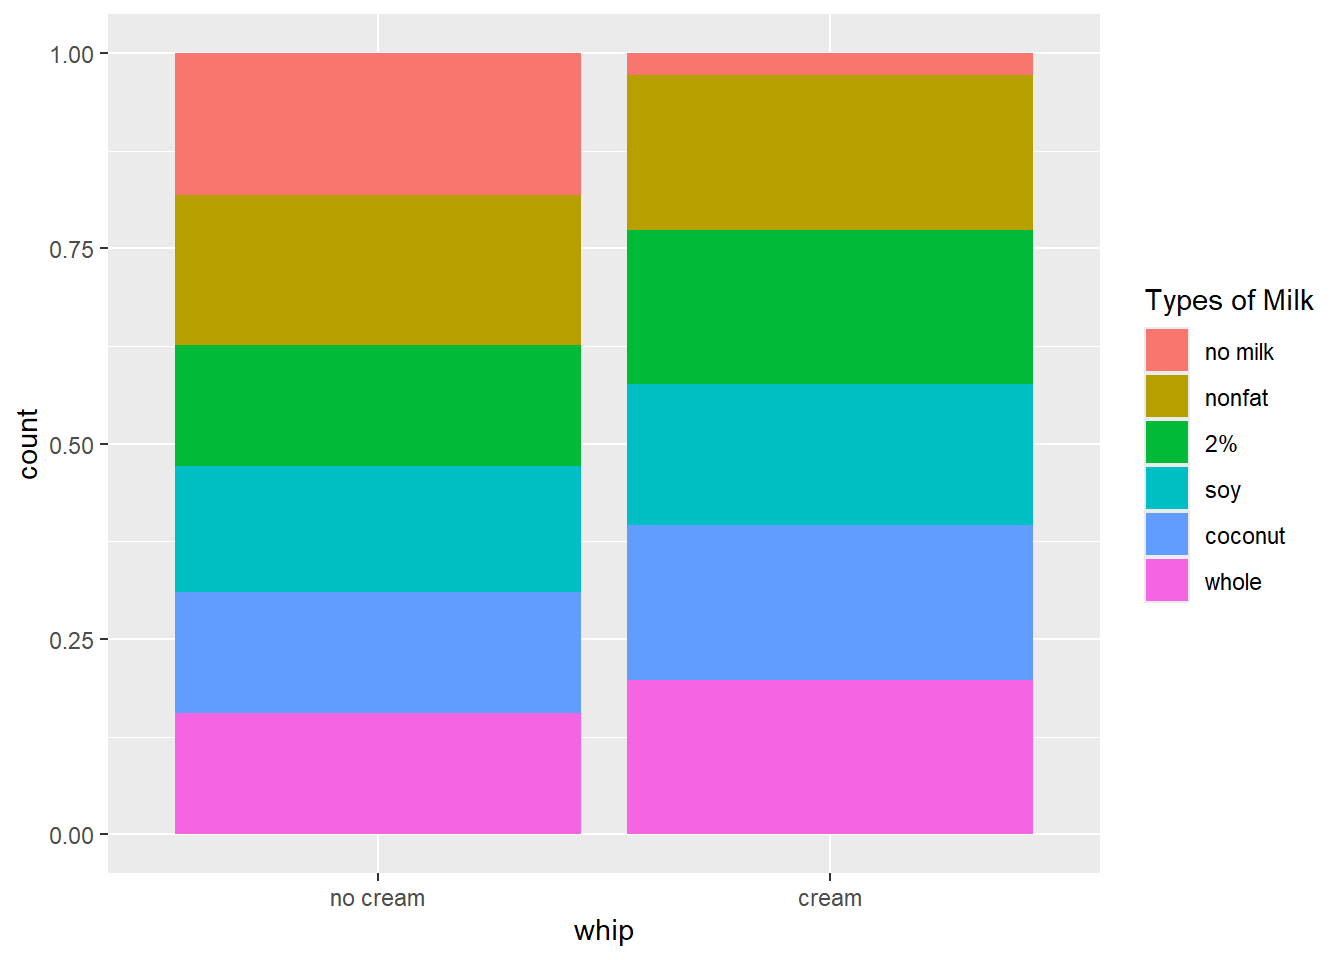 1.00
0.75
0.50
0.25
0.00
count
no cream
cream
whip
Types of Milk
no milk
nonfat
2%
soy
coconut
whole